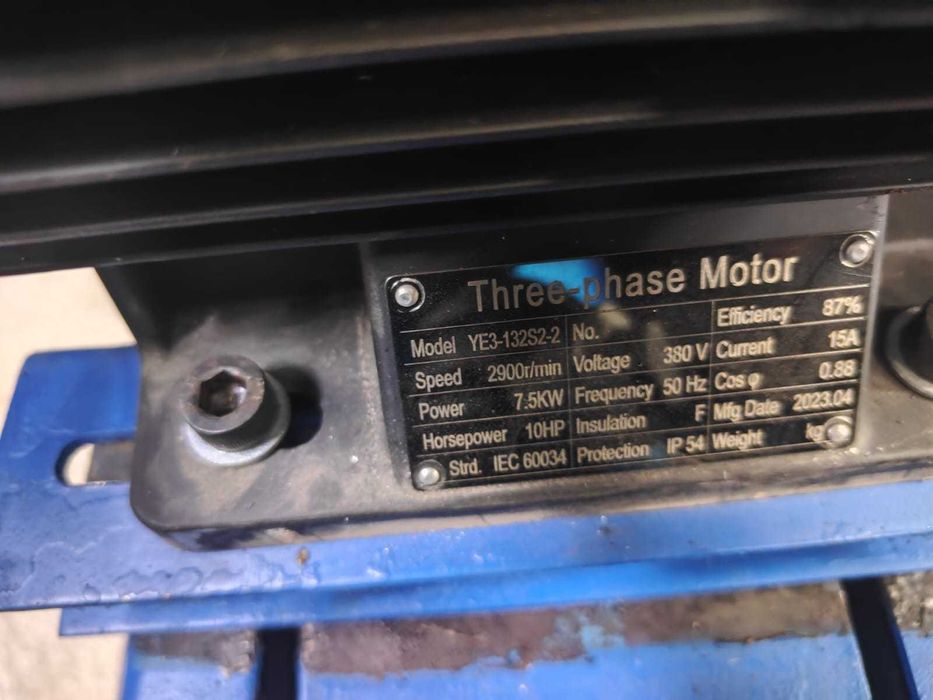 Three-phase Motor
Model YE3-132S2-2 No. Efficiency 87%
Speed 2900r/min Voltage 380 V Current 15A
Power 7.5KW Frequency 50 Hz Cos φ 0.88
Horsepower 10HP Insulation F Mfg Date 2023.04
Strd. IEC 60034 Protection IP 54 Weight kg